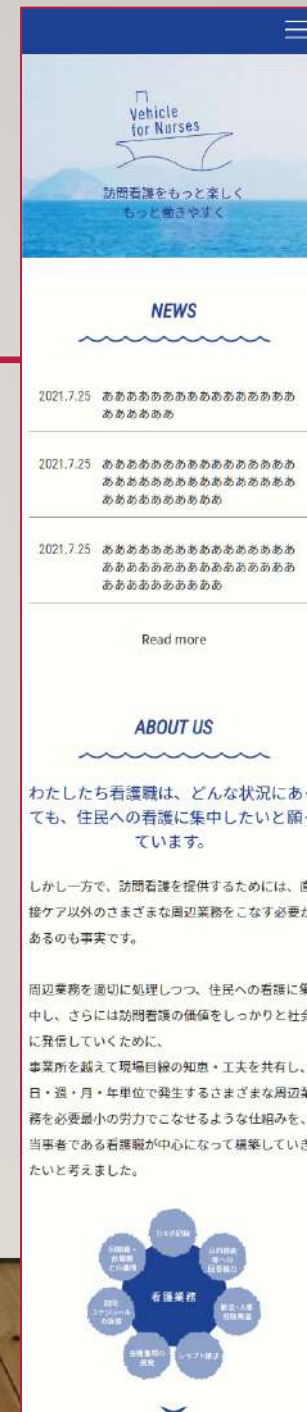 Vehicle
for Nurses
訪問看護をもっと楽しく
もっと働きやすく
NEWS
2021.7.25 ああああああああああああああああ
ああああああ
2021.7.25 ああああああああああああああああ
ああああああああああああああああ
ああああああああああ
2021.7.25 ああああああああああああああああ
ああああああああああああああああ
ああああああああああ
Read more
ABOUT US
わたしたち看護職は、どんな状況にあ
ても、住民への看護に集中したいと願
ています。
しかし一方で、訪問看護を提供するためには、直
接ケア以外のさまざまな周辺業務をこなす必要が
あるのも事実です。
周辺業務を適切に処理しつつ、住民への看護に集
中し、さらには訪問看護の価値をしっかりと社会
に発信していくために、
事業所を越えて現場目線の知恵・工夫を共有し、
日・週・月・年単位で発生するさまざまな周辺業
務を必要最小の労力でこなせるような仕組みを、
当事者である看護職が中心になって構築していき
たいと考えました。
日々の記録
看護業務
訪問
スケジュール
の調整
シフト調整